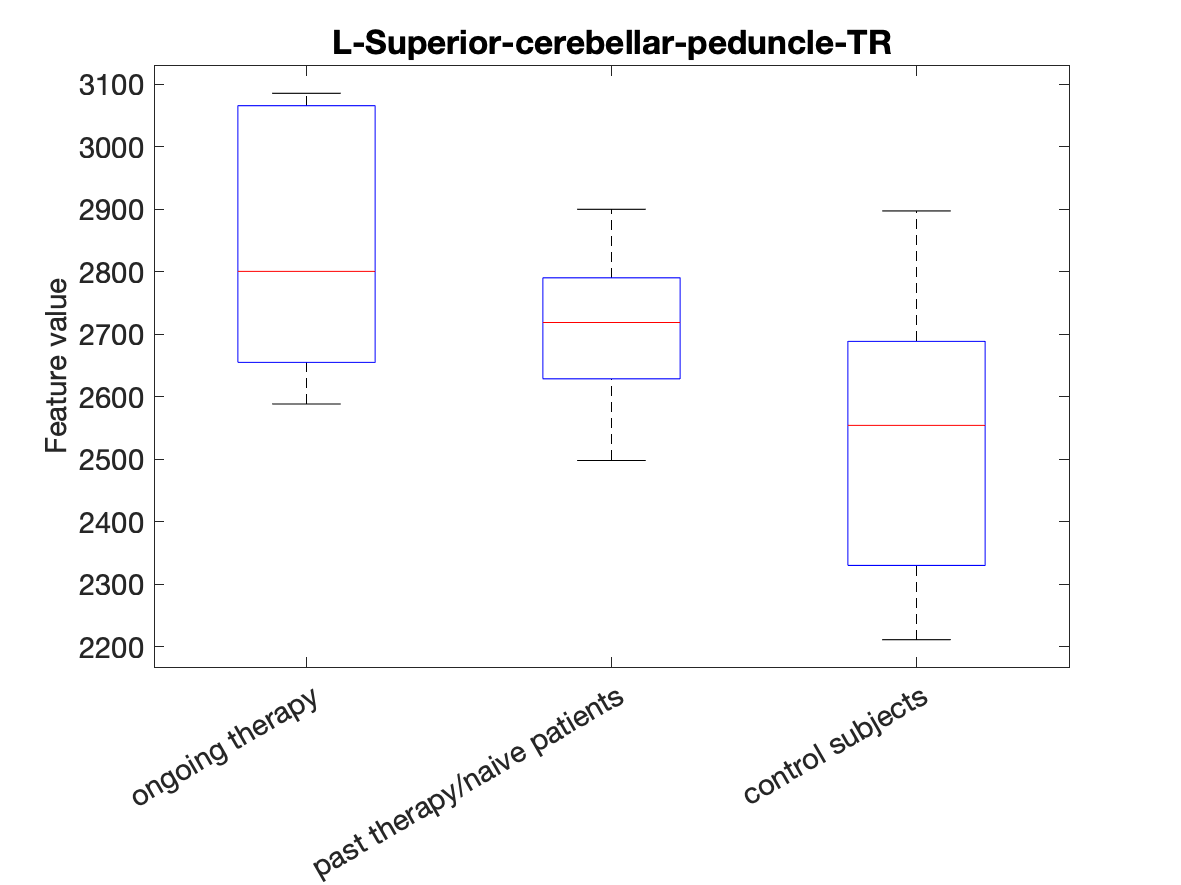 L-Superior-cerebellar-peduncle-TR
3100
3000
2900
2800
2700
2600
2500
2400
2300
2200
Feature value
ongoing therapy
past therapy/naive patients
control subjects